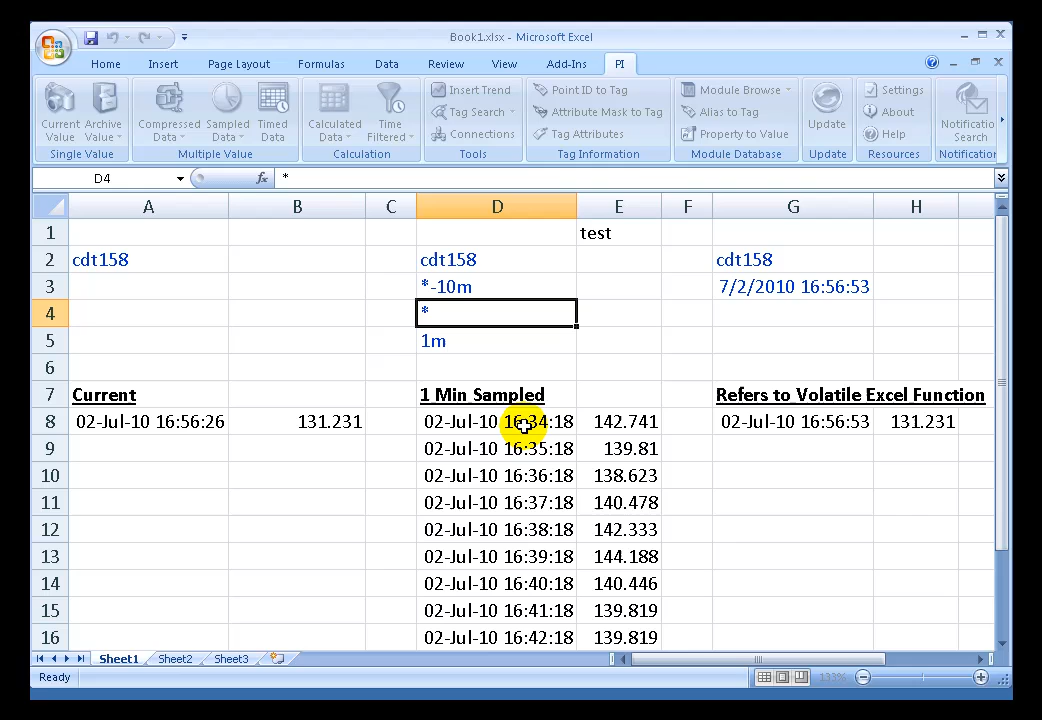 Book1.xlsx - Microsoft Excel
Home Insert Page Layout Formulas Data Review View Add-Ins PI
Current Value Archive Value Compressed Data Sampled Data Timed Data Calculated Data Time Filtered Insert Trend Point ID to Tag Module Browse Settings
Tag Search Attribute Mask to Tag Alias to Tag Update About Notificatio Search
Connections Tag Attributes Property to Value Help
Single Value Multiple Value Calculation Tools Tag Information Module Database Update Resources Notification
D4 fx *
A B C D E F G H
1 test
2 cdt158 cdt158 cdt158
3 *-10m 7/2/2010 16:56:53
4 *
5 1m
6
7 Current 1 Min Sampled Refers to Volatile Excel Function
8 02-Jul-10 16:56:26 131.231 02-Jul-10 16:34:18 142.741 02-Jul-10 16:56:53 131.231
9 02-Jul-10 16:35:18 139.81
10 02-Jul-10 16:36:18 138.623
11 02-Jul-10 16:37:18 140.478
12 02-Jul-10 16:38:18 142.333
13 02-Jul-10 16:39:18 144.188
14 02-Jul-10 16:40:18 140.446
15 02-Jul-10 16:41:18 139.819
16 02-Jul-10 16:42:18 139.819
Sheet1 Sheet2 Sheet3
Ready 133%